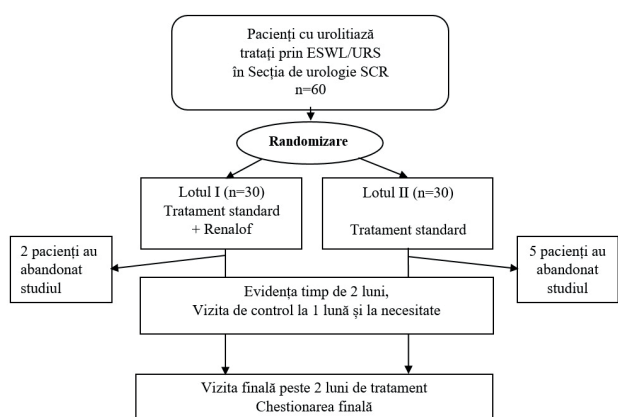 Pacienți cu urolitiază
tratați prin ESWL/URS
în Secția de urologie SCR
n=60
Randomizare
Lotul I (n=30)
Tratament standard
+ Renalof
Lotul II (n=30)
Tratament standard
2 pacienți au
abandonat
studiul
5 pacienți au
abandonat
studiul
Evidența timp de 2 luni,
Vizita de control la 1 lună și la necesitate
Vizita finală peste 2 luni de tratament
Chestionarea finală